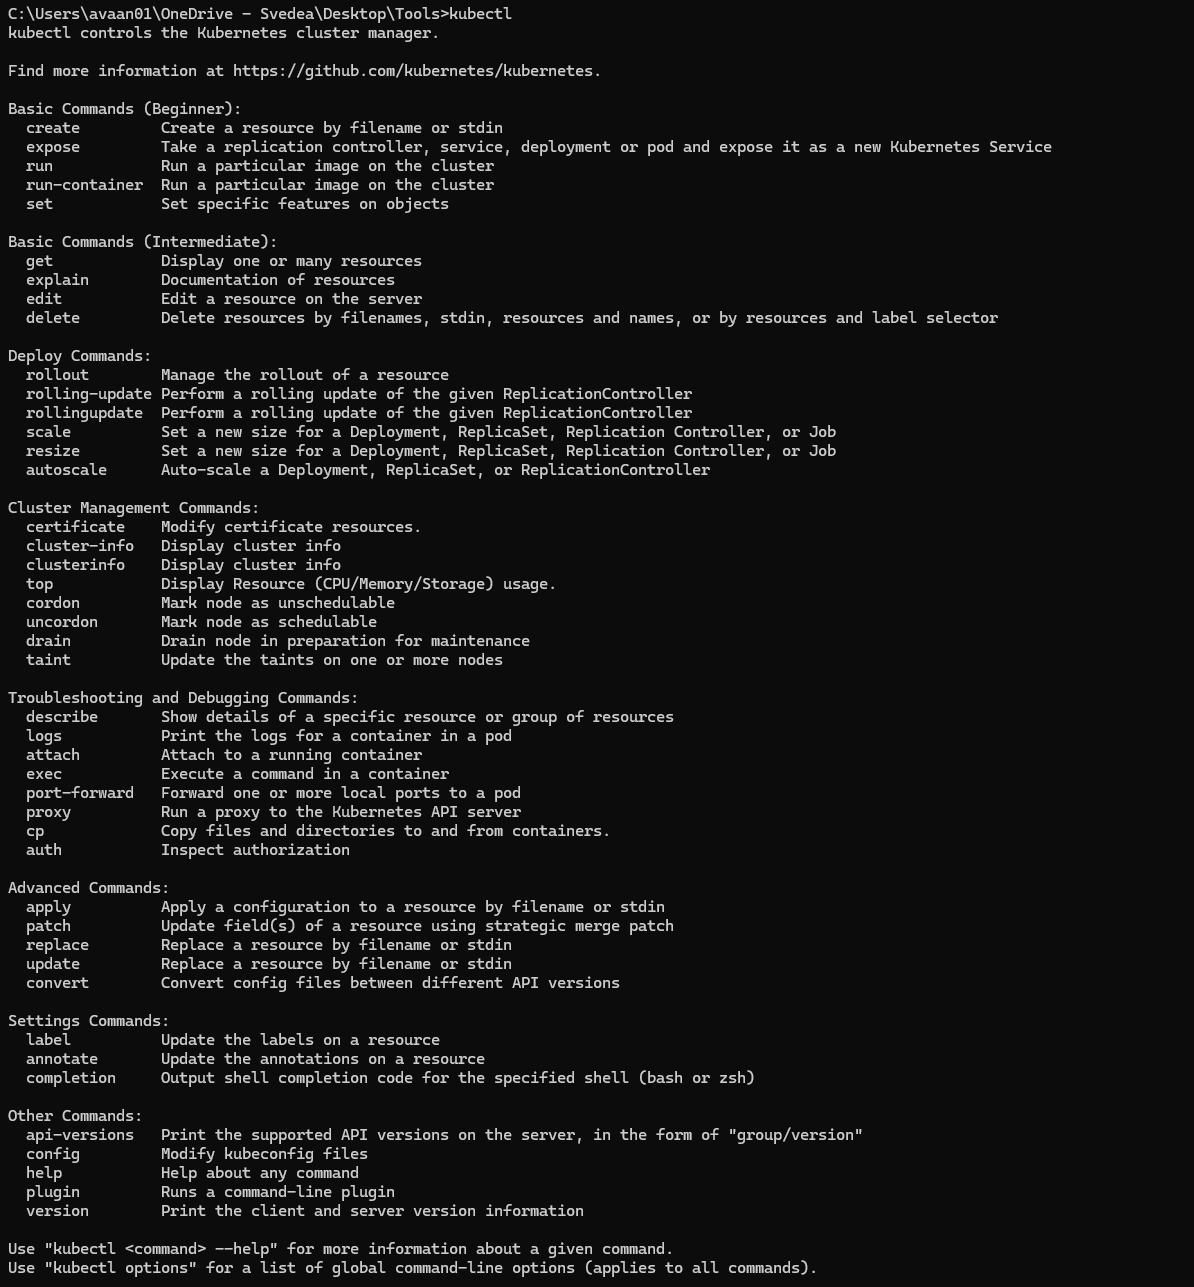 C:\Users\avaan01\OneDrive - Svedea\Desktop\Tools>kubectl
kubectl controls the Kubernetes cluster manager.
Find more information at https://github.com/kubernetes/kubernetes.
Basic Commands (Beginner):
  create         Create a resource by filename or stdin
  expose         Take a replication controller, service, deployment or pod and expose it as a new Kubernetes Service
  run            Run a particular image on the cluster
  run-container  Run a particular image on the cluster
  set            Set specific features on objects
Basic Commands (Intermediate):
  get            Display one or many resources
  explain        Documentation of resources
  edit           Edit a resource on the server
  delete         Delete resources by filenames, stdin, resources and names, or by resources and label selector
Deploy Commands:
  rollout        Manage the rollout of a resource
  rolling-update Perform a rolling update of the given ReplicationController
  rollingupdate  Perform a rolling update of the given ReplicationController
  scale          Set a new size for a Deployment, ReplicaSet, Replication Controller, or Job
  resize         Set a new size for a Deployment, ReplicaSet, Replication Controller, or Job
  autoscale      Auto-scale a Deployment, ReplicaSet, or ReplicationController
Cluster Management Commands:
  certificate    Modify certificate resources.
  cluster-info   Display cluster info
  clusterinfo    Display cluster info
  top            Display Resource (CPU/Memory/Storage) usage.
  cordon         Mark node as unschedulable
  uncordon       Mark node as schedulable
  drain          Drain node in preparation for maintenance
  taint          Update the taints on one or more nodes
Troubleshooting and Debugging Commands:
  describe       Show details of a specific resource or group of resources
  logs           Print the logs for a container in a pod
  attach         Attach to a running container
  exec           Execute a command in a container
  port-forward   Forward one or more local ports to a pod
  proxy          Run a proxy to the Kubernetes API server
  cp             Copy files and directories to and from containers.
  auth           Inspect authorization
Advanced Commands:
  apply          Apply a configuration to a resource by filename or stdin
  patch          Update field(s) of a resource using strategic merge patch
  replace        Replace a resource by filename or stdin
  update         Replace a resource by filename or stdin
  convert        Convert config files between different API versions
Settings Commands:
  label          Update the labels on a resource
  annotate       Update the annotations on a resource
  completion     Output shell completion code for the specified shell (bash or zsh)
Other Commands:
  api-versions   Print the supported API versions on the server, in the form of "group/version"
  config         Modify kubeconfig files
  help           Help about any command
  plugin         Runs a command-line plugin
  version        Print the client and server version information
Use "kubectl <command> --help" for more information about a given command.
Use "kubectl options" for a list of global command-line options (applies to all commands).